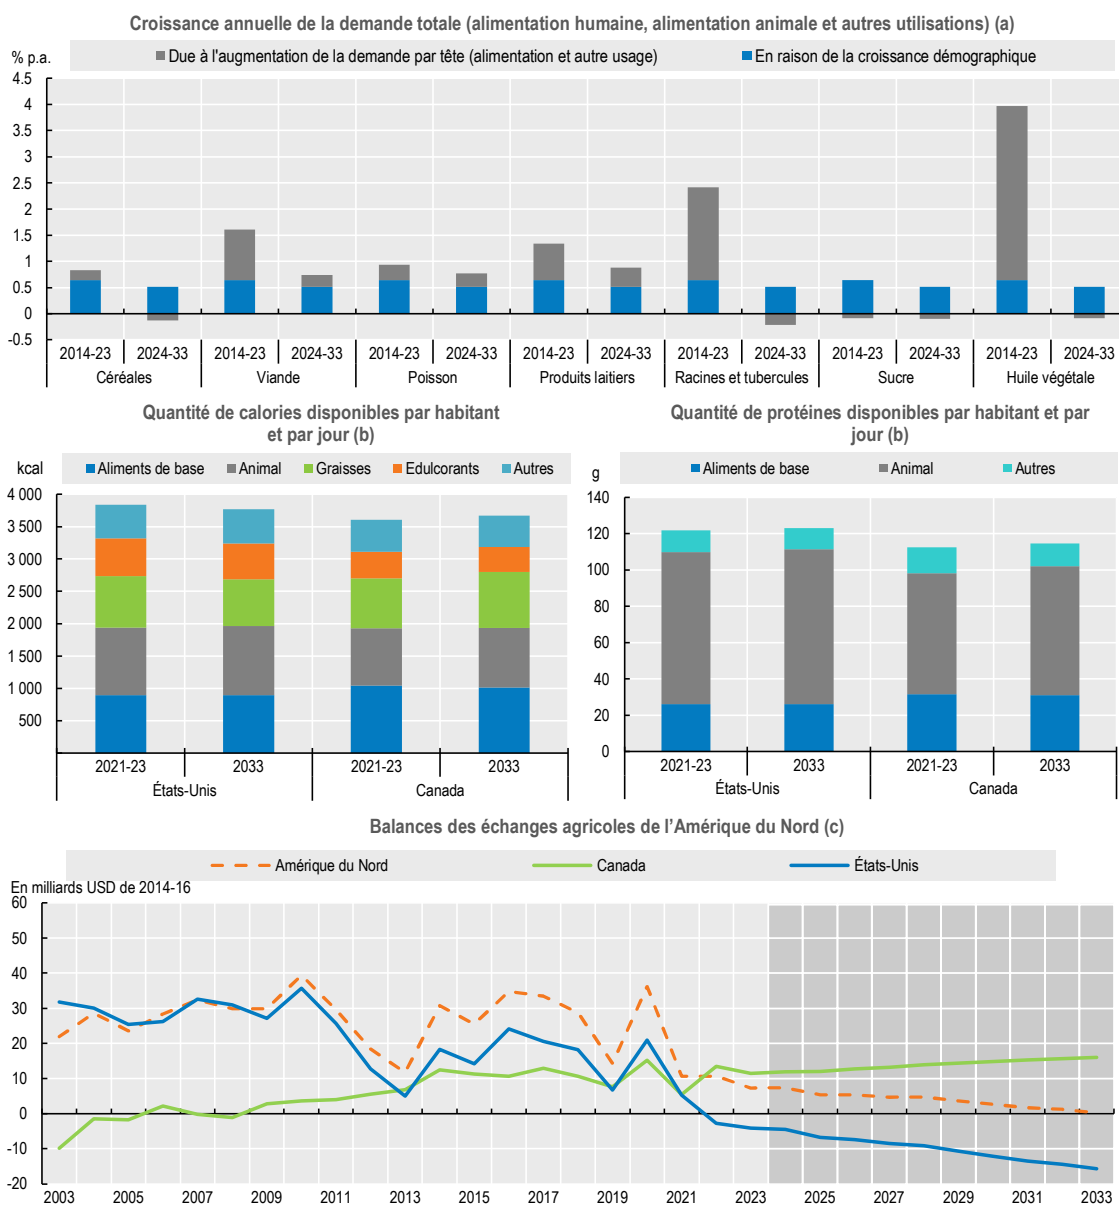 Croissance annuelle de la demande totale (alimentation humaine, alimentation animale et autres utilisations) (a)
Due à l'augmentation de la demande par tête (alimentation et autre usage) En raison de la croissance démographique
% p.a.
4.5
4
3.5
3
2.5
2
1.5
1
0.5
0
-0.5
2014-23 2024-33 2014-23 2024-33 2014-23 2024-33 2014-23 2024-33 2014-23 2024-33 2014-23 2024-33 2014-23 2024-33
Céréales Viande Poisson Produits laitiers Racines et tubercules Sucre Huile végétale
Quantité de calories disponibles par habitant
et par jour (b)
kcal
Aliments de base Animal Graisses Edulcorants Autres
4 000
3 500
3 000
2 500
2 000
1 500
1 000
500
2021-23 2033 2021-23 2033
États-Unis Canada
Quantité de protéines disponibles par habitant et par
jour (b)
g
Aliments de base Animal Autres
140
120
100
80
60
40
20
0
2021-23 2033 2021-23 2033
États-Unis Canada
Balances des échanges agricoles de l’Amérique du Nord (c)
Amérique du Nord Canada États-Unis
En milliards USD de 2014-16
60
50
40
30
20
10
0
-10
-20
2003 2005 2007 2009 2011 2013 2015 2017 2019 2021 2023 2025 2027 2029 2031 2033